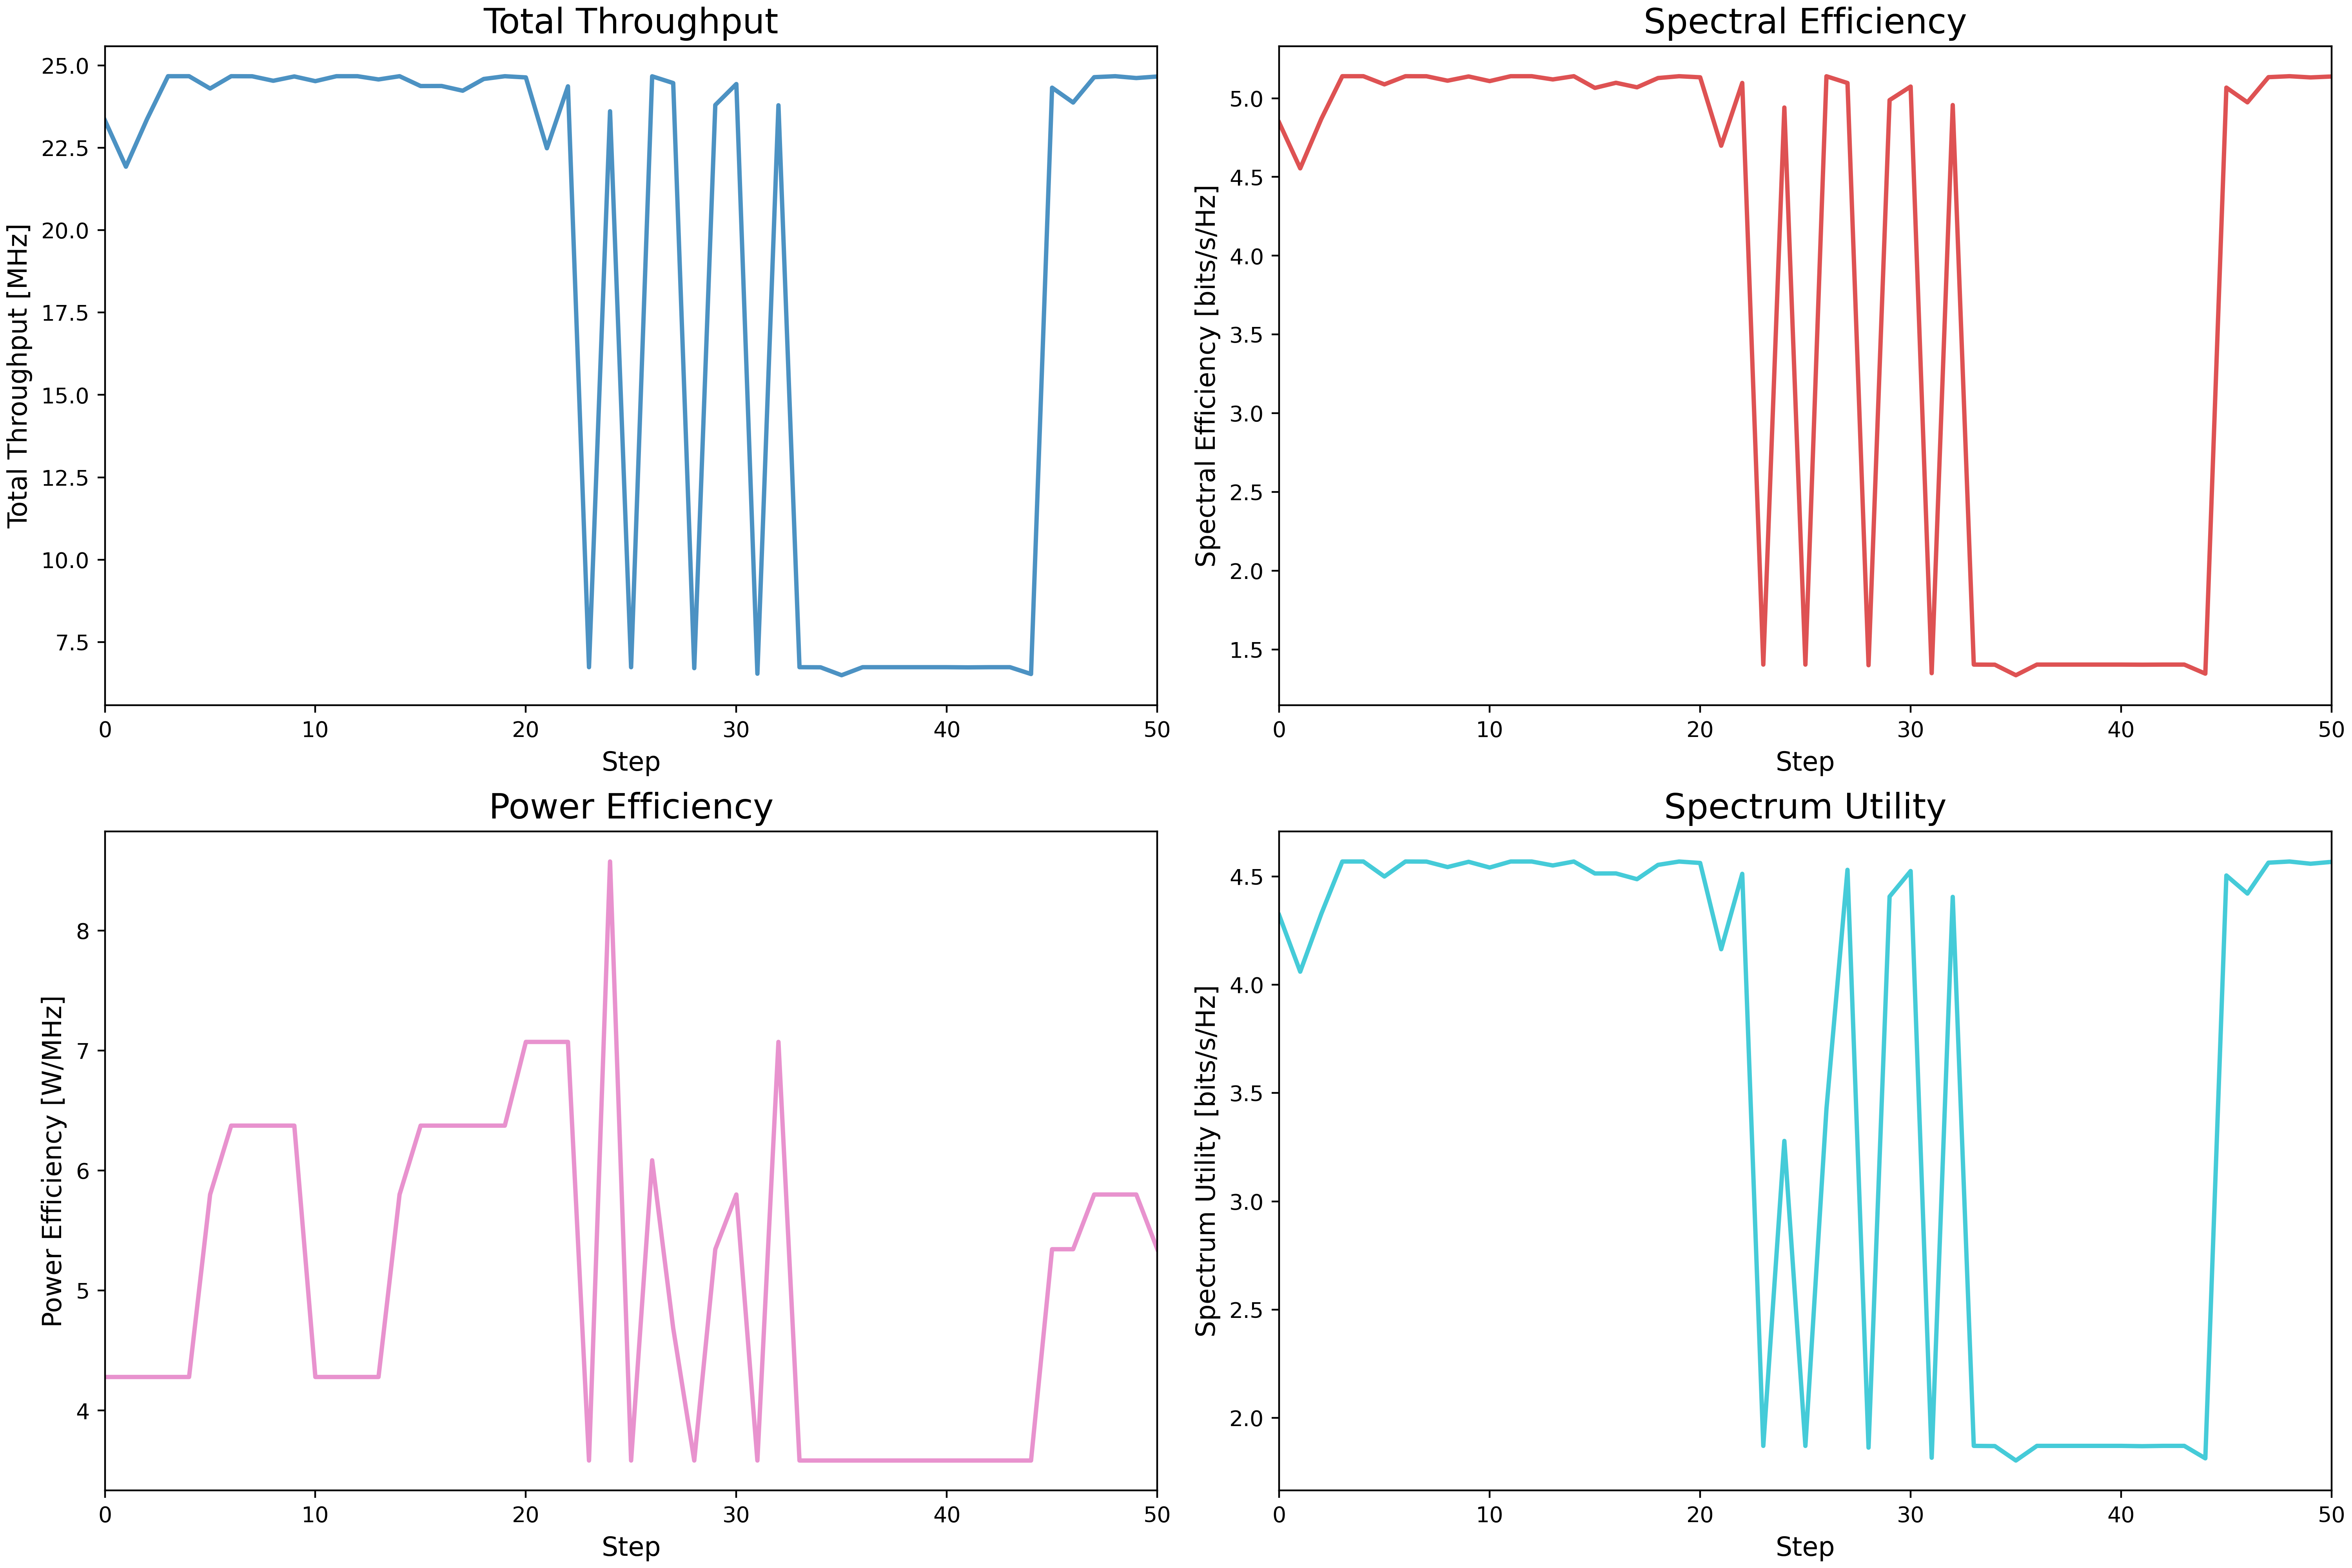 Total Throughput
Total Throughput [MHz]
25.0
22.5
20.0
17.5
15.0
12.5
10.0
7.5
0 10 20 30 40 50
Step
Spectral Efficiency
Spectral Efficiency [bits/s/Hz]
5.0
4.5
4.0
3.5
3.0
2.5
2.0
1.5
0 10 20 30 40 50
Step
Power Efficiency
Power Efficiency [W/MHz]
8
7
6
5
4
0 10 20 30 40 50
Step
Spectrum Utility
Spectrum Utility [bits/s/Hz]
4.5
4.0
3.5
3.0
2.5
2.0
0 10 20 30 40 50
Step